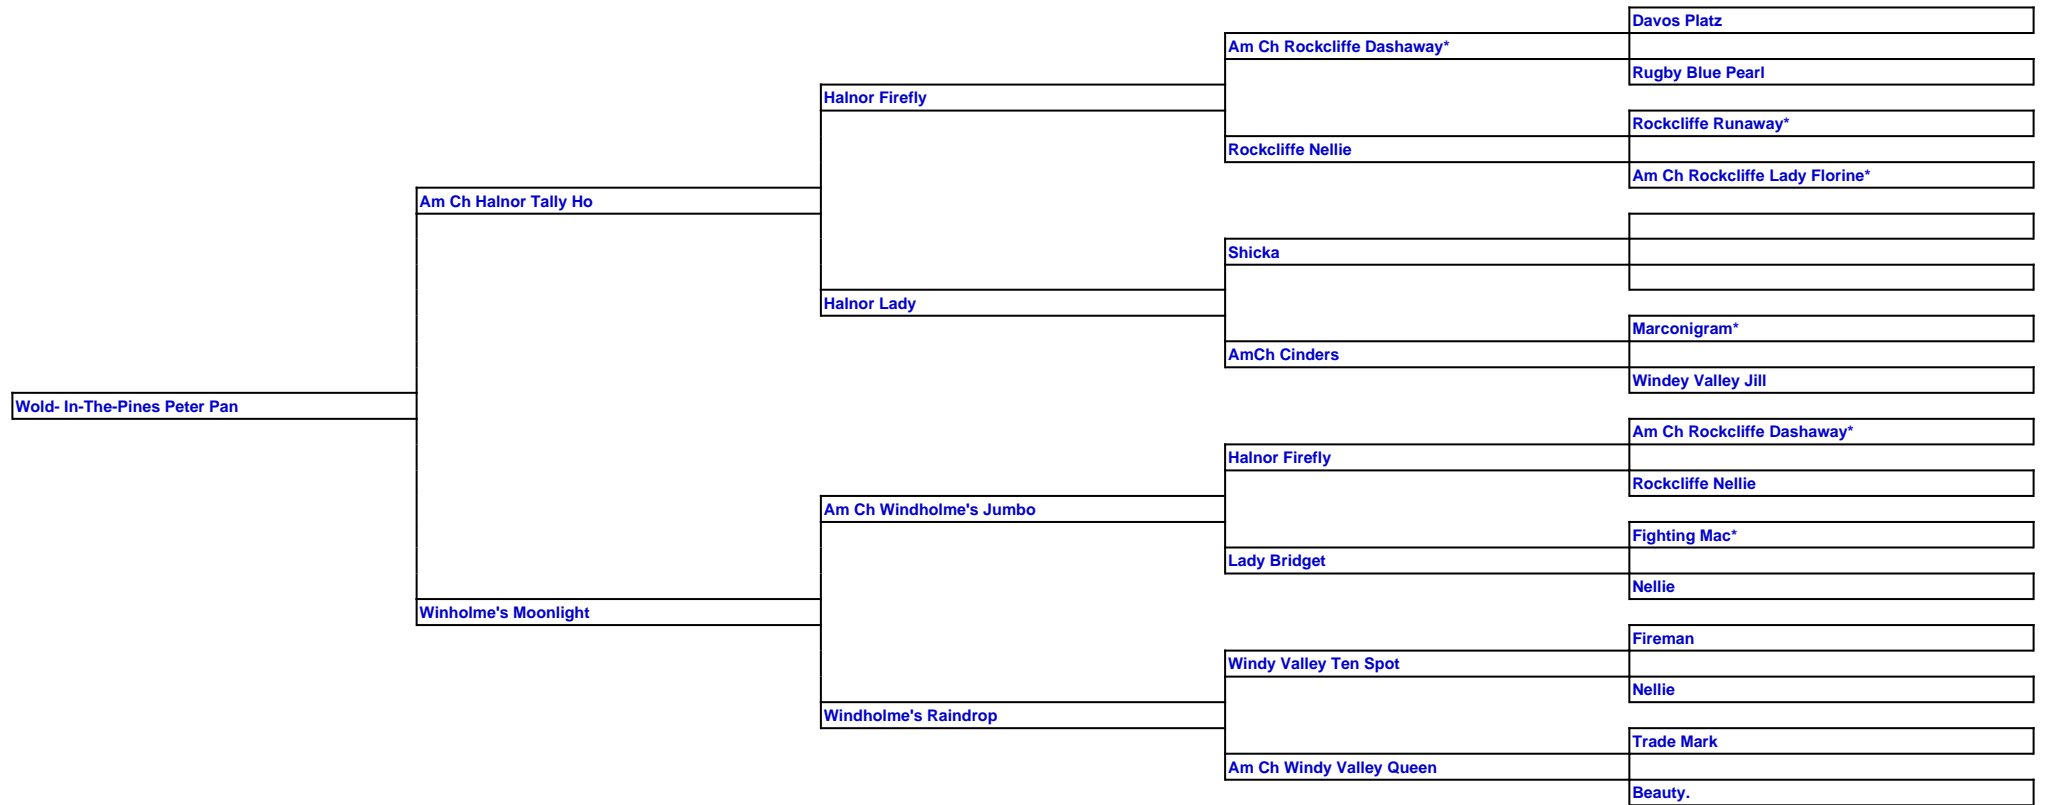 Davos Platz
Am Ch Rockcliffe Dashaway*
Rugby Blue Pearl
Halnor Firefly
Rockcliffe Runaway*
Rockcliffe Nellie
Am Ch Rockcliffe Lady Florine*
Am Ch Halnor Tally Ho
Shicka
Halnor Lady
Marconigram*
AmCh Cinders
Windey Valley Jill
Wold- In-The-Pines Peter Pan
Am Ch Rockcliffe Dashaway*
Halnor Firefly
Rockcliffe Nellie
Am Ch Windholme's Jumbo
Fighting Mac*
Lady Bridget
Nellie
Winholme's Moonlight
Fireman
Windy Valley Ten Spot
Nellie
Windholme's Raindrop
Trade Mark
Am Ch Windy Valley Queen
Beauty.